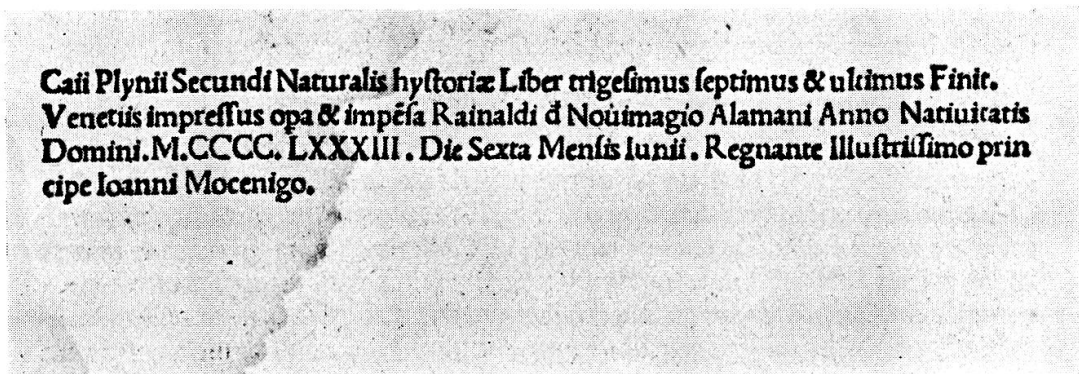 Caii Plynii Secundi Naturalis hyſtoriæ Liber trigeſimus ſeptimus & ultimus Finit.
Venetiis impreſſus oꝑa & impēſa Rainaldi đ Nouimagio Alamani Anno Natiuitatis
Domini.M.CCCC.LXXXIII. Die Sexta Menſis Iunii. Regnante Illuſtriſſimo prin
cipe Ioanni Mocenigo.